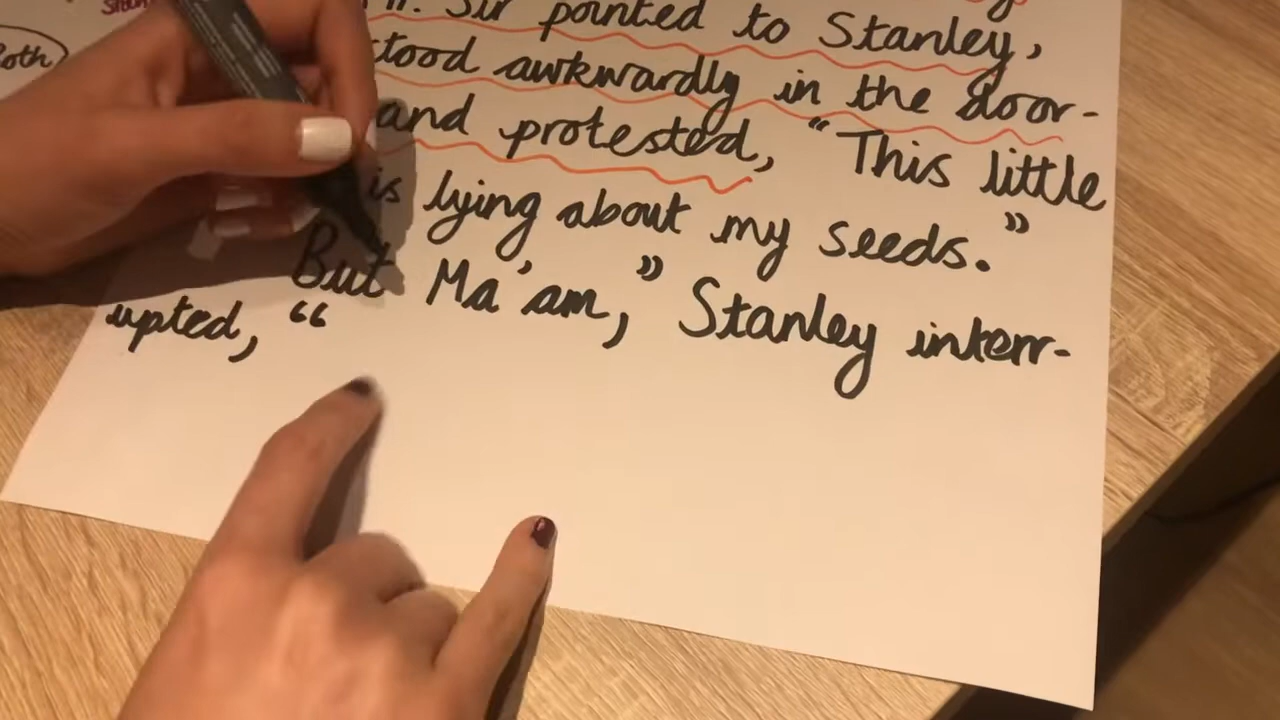 Sir pointed to Stanley,
stood awkwardly in the door-
and protested, “This little
is lying about my seeds.”
But Ma'am,” Stanley interr-
upted, “